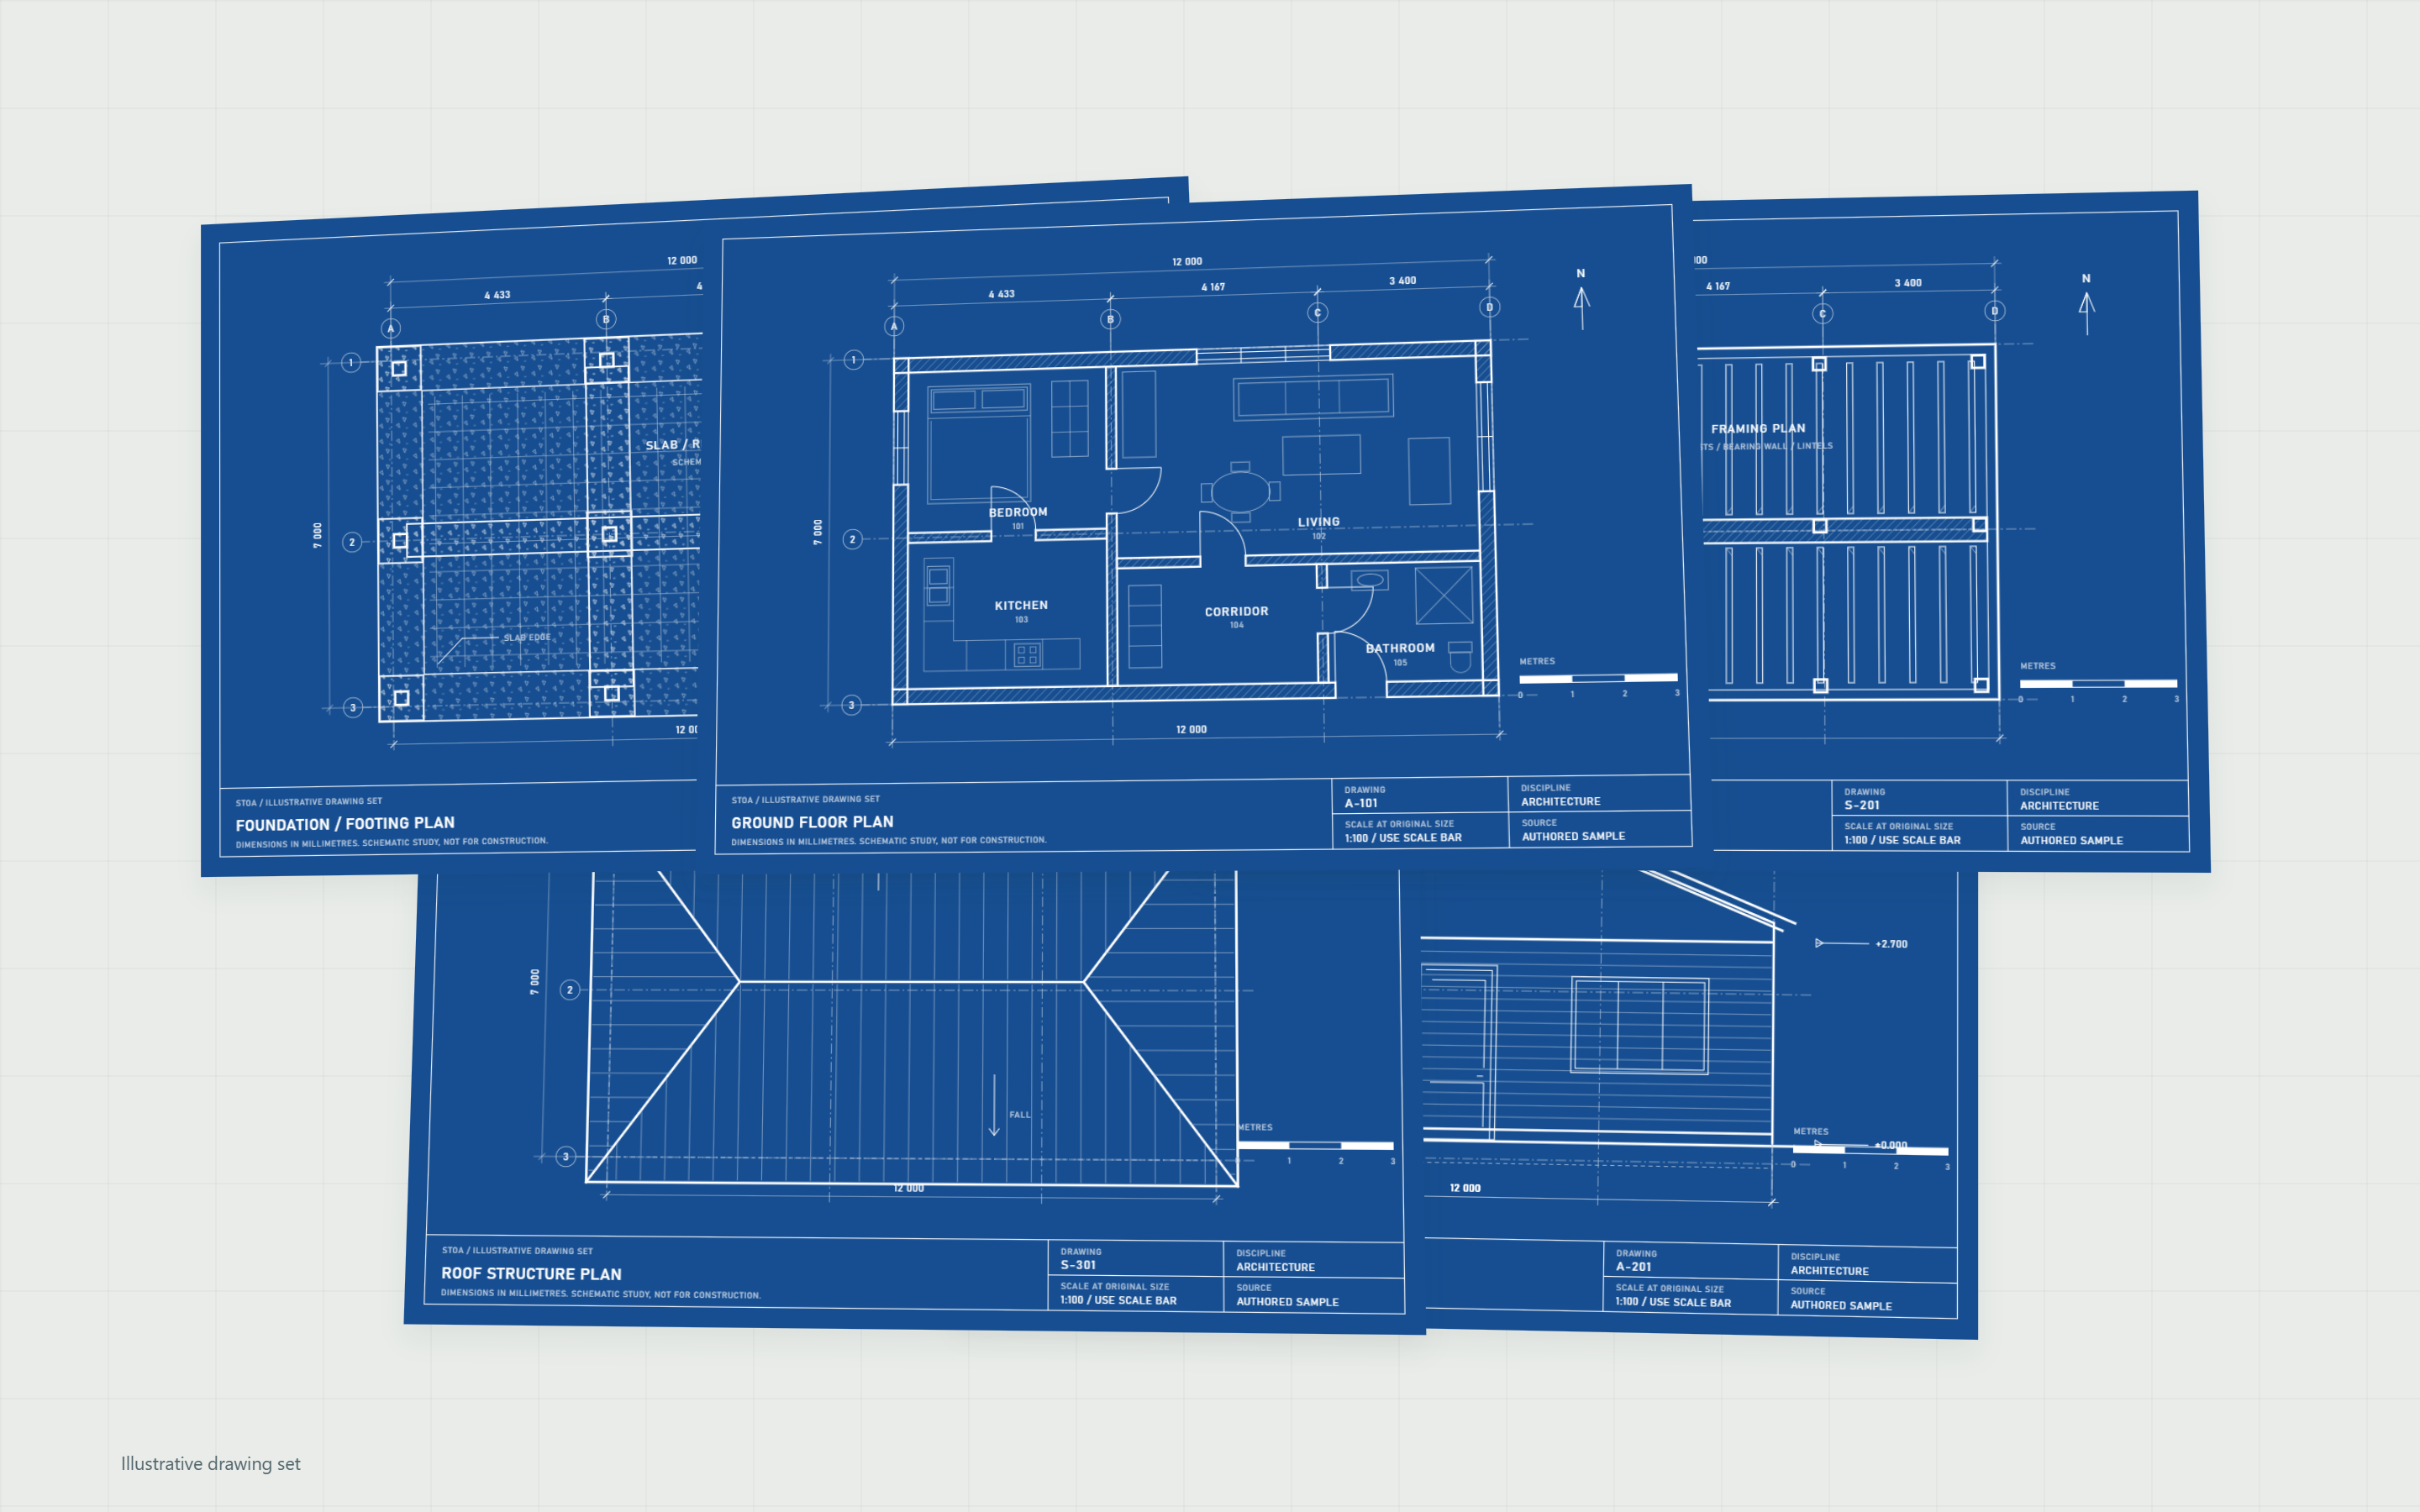 12 000
4 433
A
B
1
2
3
7 000
SLAB / R
SCHEM
SLAB EDGE
STOA / ILLUSTRATIVE DRAWING SET
FOUNDATION / FOOTING PLAN
DIMENSIONS IN MILLIMETRES. SCHEMATIC STUDY, NOT FOR CONSTRUCTION.
12 000
4 433
4 167
3 400
A
B
C
D
N
1
2
3
7 000
BEDROOM
101
LIVING
102
KITCHEN
103
CORRIDOR
104
BATHROOM
105
METRES
0 1 2 3
12 000
STOA / ILLUSTRATIVE DRAWING SET
GROUND FLOOR PLAN
DIMENSIONS IN MILLIMETRES. SCHEMATIC STUDY, NOT FOR CONSTRUCTION.
DRAWING
A-101
DISCIPLINE
ARCHITECTURE
SCALE AT ORIGINAL SIZE
1:100 / USE SCALE BAR
SOURCE
AUTHORED SAMPLE
4 167
3 400
C
D
N
FRAMING PLAN
TS / BEARING WALL / LINTELS
METRES
0 1 2 3
DRAWING
S-201
DISCIPLINE
ARCHITECTURE
SCALE AT ORIGINAL SIZE
1:100 / USE SCALE BAR
SOURCE
AUTHORED SAMPLE
7 000
2
3
FALL
METRES
1 2 3
12 000
STOA / ILLUSTRATIVE DRAWING SET
ROOF STRUCTURE PLAN
DIMENSIONS IN MILLIMETRES. SCHEMATIC STUDY, NOT FOR CONSTRUCTION.
DRAWING
S-301
DISCIPLINE
ARCHITECTURE
SCALE AT ORIGINAL SIZE
1:100 / USE SCALE BAR
SOURCE
AUTHORED SAMPLE
+2.700
METRES
±0.000
0 1 2 3
12 000
DRAWING
A-201
DISCIPLINE
ARCHITECTURE
SCALE AT ORIGINAL SIZE
1:100 / USE SCALE BAR
SOURCE
AUTHORED SAMPLE
Illustrative drawing set